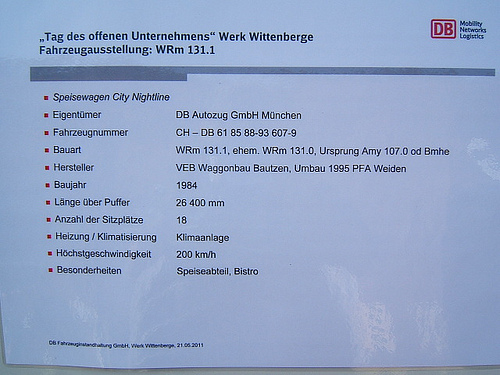 „Tag des offenen Unternehmens“ Werk Wittenberge
Fahrzeugausstellung: WRm 131.1
DB Mobility
Networks
Logistics
Speisewagen City Nightline
Eigentümer DB Autozug GmbH München
Fahrzeugnummer CH – DB 61 85 88-93 607-9
Bauart WRm 131.1, ehem. WRm 131.0, Ursprung Amy 107.0 od Bmhe
Hersteller VEB Waggonbau Bautzen, Umbau 1995 PFA Weiden
Baujahr 1984
Länge über Puffer 26 400 mm
Anzahl der Sitzplätze 18
Heizung / Klimatisierung Klimaanlage
Höchstgeschwindigkeit 200 km/h
Besonderheiten Speiseabteil, Bistro
DB Fahrzeuginstandhaltung GmbH, Werk Wittenberge, 21.05.2011